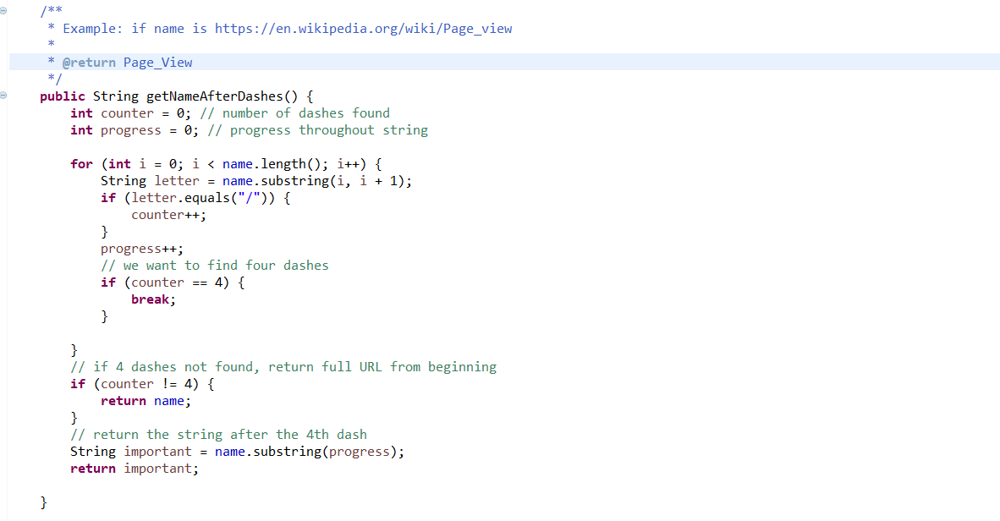 /**
 * Example: if name is https://en.wikipedia.org/wiki/Page_view
 *
 * @return Page_View
 */
public String getNameAfterDashes() {
    int counter = 0; // number of dashes found
    int progress = 0; // progress throughout string

    for (int i = 0; i < name.length(); i++) {
        String letter = name.substring(i, i + 1);
        if (letter.equals("/")) {
            counter++;
        }
        progress++;
        // we want to find four dashes
        if (counter == 4) {
            break;
        }

    }
    // if 4 dashes not found, return full URL from beginning
    if (counter != 4) {
        return name;
    }
    // return the string after the 4th dash
    String important = name.substring(progress);
    return important;

}